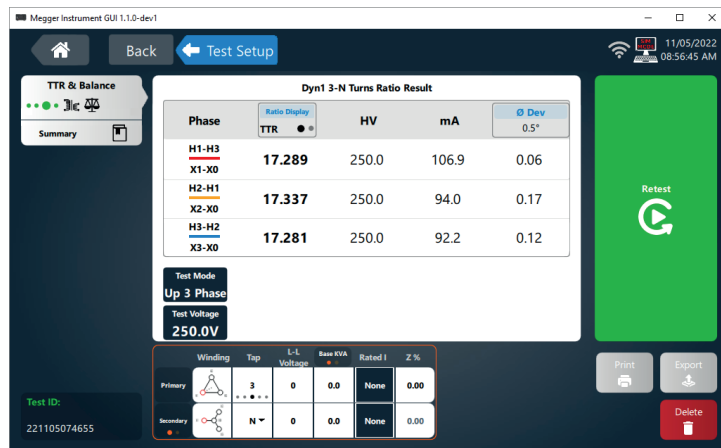 Megger Instrument GUI 1.1.0-dev1
Back
Test Setup
11/05/2022
08:56:45 AM
TTR & Balance
Summary
Dyn1 3-N Turns Ratio Result
Phase
Ratio Display
TTR
HV
mA
Ø Dev
0.5°
H1-H3
X1-X0
17.289 250.0 106.9 0.06
H2-H1
X2-X0
17.337 250.0 94.0 0.17
H3-H2
X3-X0
17.281 250.0 92.2 0.12
Test Mode
Up 3 Phase
Test Voltage
250.0V
Retest
Winding Tap L-L Voltage Base KVA Rated I Z %
Primary 3 0 0.0 None 0.00
Secondary N 0 0.0 None 0.00
Test ID:
221105074655
Print
Export
Delete